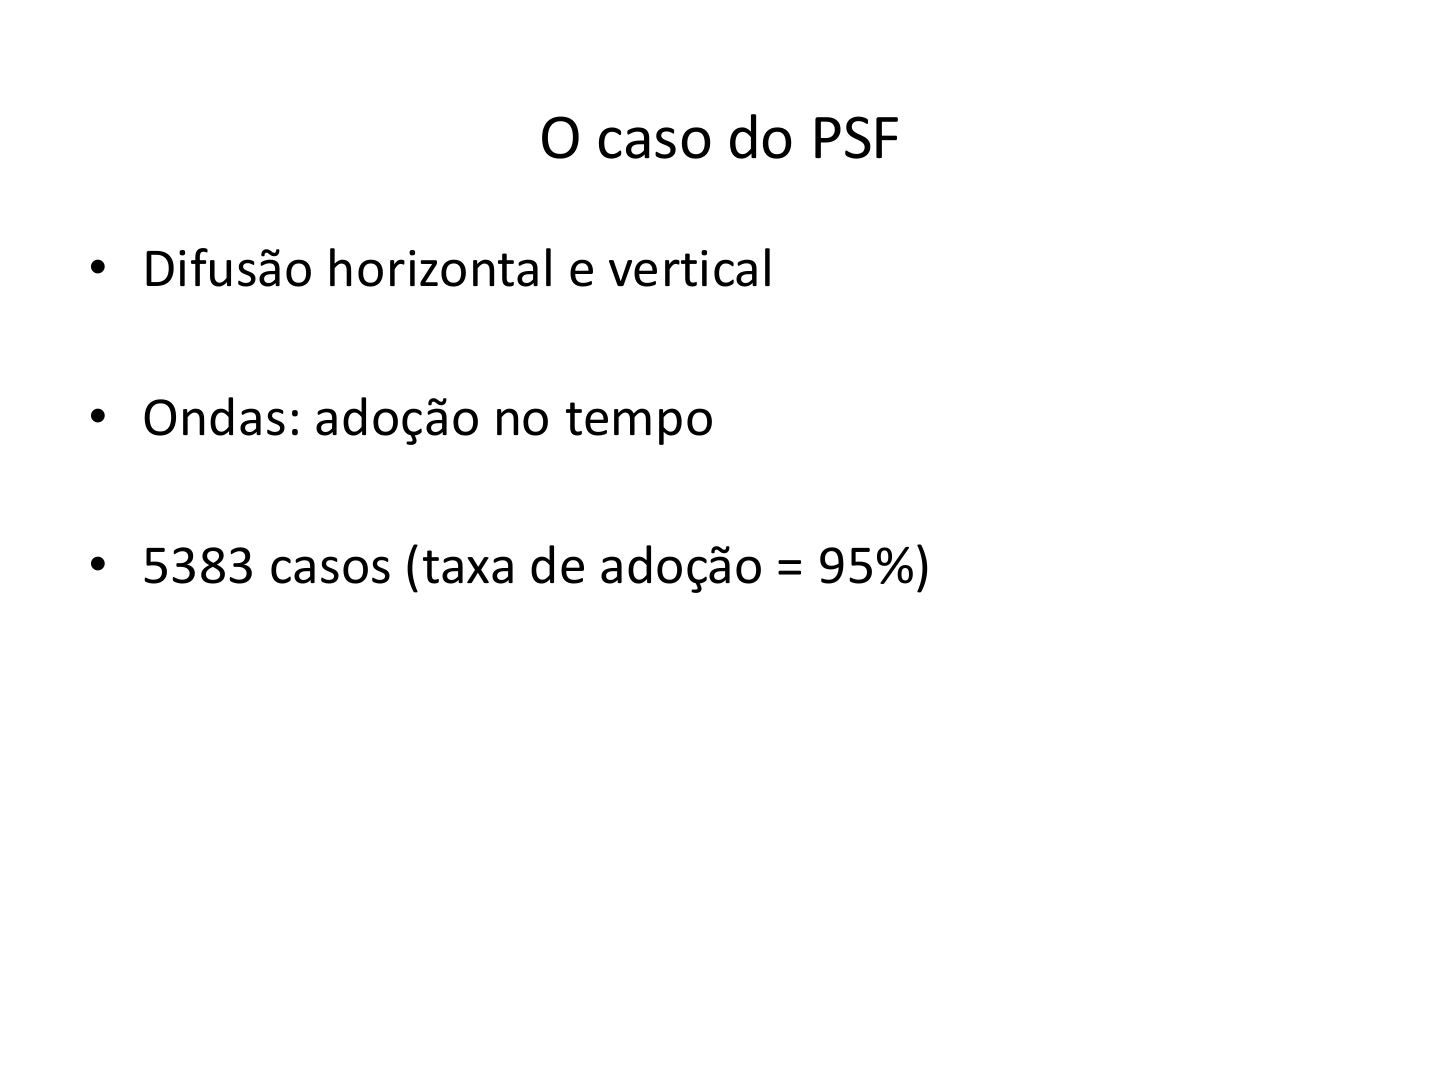 O caso do PSF
• Difusão horizontal e vertical
• Ondas: adoção no tempo
• 5383 casos (taxa de adoção = 95%)